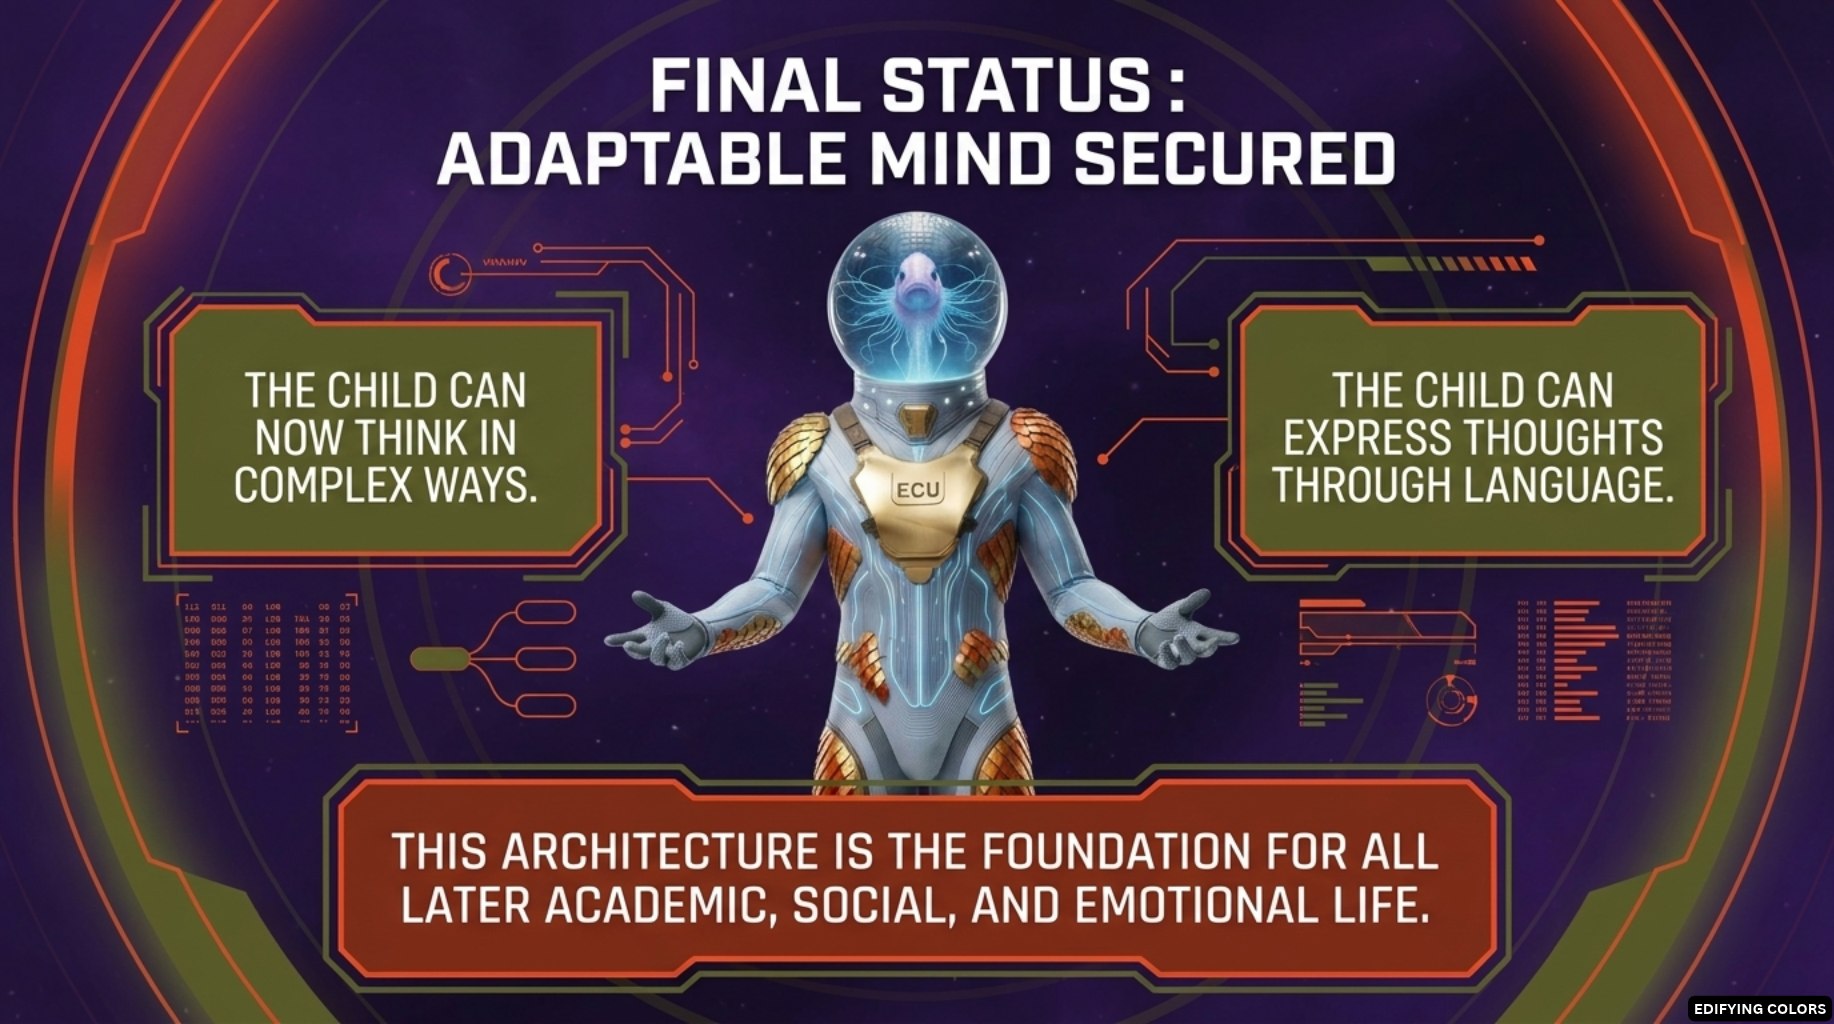 FINAL STATUS :
ADAPTABLE MIND SECURED
THE CHILD CAN
NOW THINK IN
COMPLEX WAYS.
THE CHILD CAN
EXPRESS THOUGHTS
THROUGH LANGUAGE.
ECU
THIS ARCHITECTURE IS THE FOUNDATION FOR ALL
LATER ACADEMIC, SOCIAL, AND EMOTIONAL LIFE.
EDIFYING COLORS